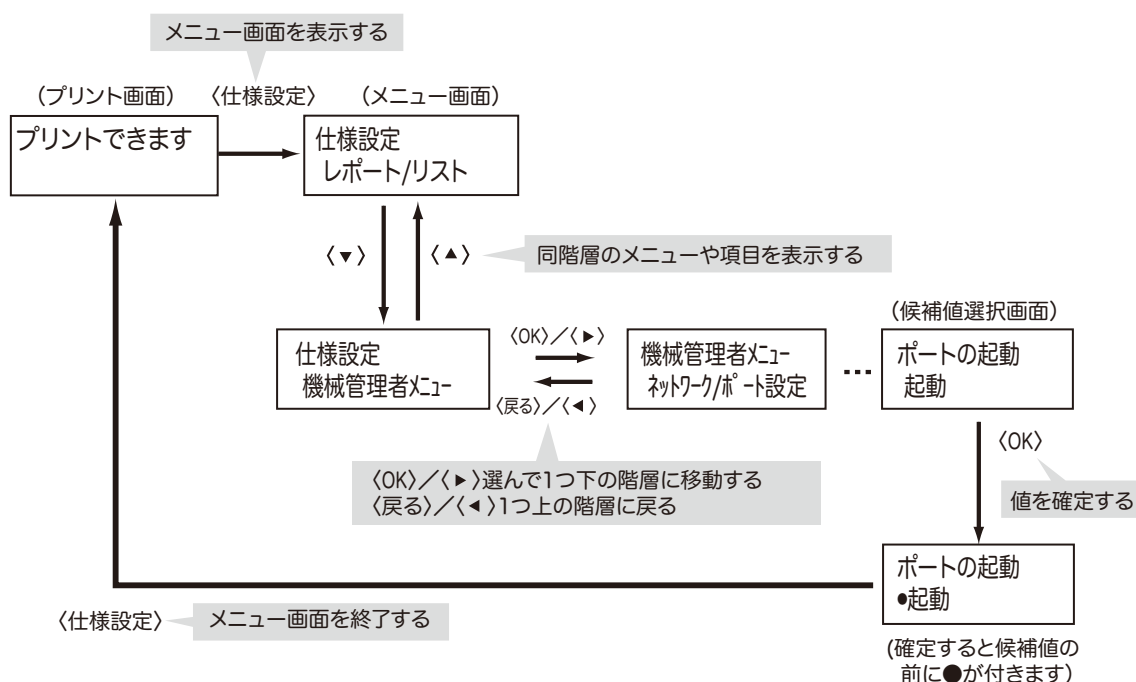 メニュー画面を表示する
(プリント画面)
〈仕様設定〉
(メニュー画面)
プリントできます
仕様設定
レポート/リスト
〈▼〉
〈▲〉
同階層のメニューや項目を表示する
仕様設定
機械管理者メニュー
〈OK〉／〈▶〉
〈戻る〉／〈◀〉
機械管理者メニュー
ネットワーク/ポート設定
…
(候補値選択画面)
ポートの起動
起動
〈OK〉／〈▶〉選んで1つ下の階層に移動する
〈戻る〉／〈◀〉1つ上の階層に戻る
〈OK〉
値を確定する
ポートの起動
●起動
(確定すると候補値の
前に●が付きます)
〈仕様設定〉
メニュー画面を終了する